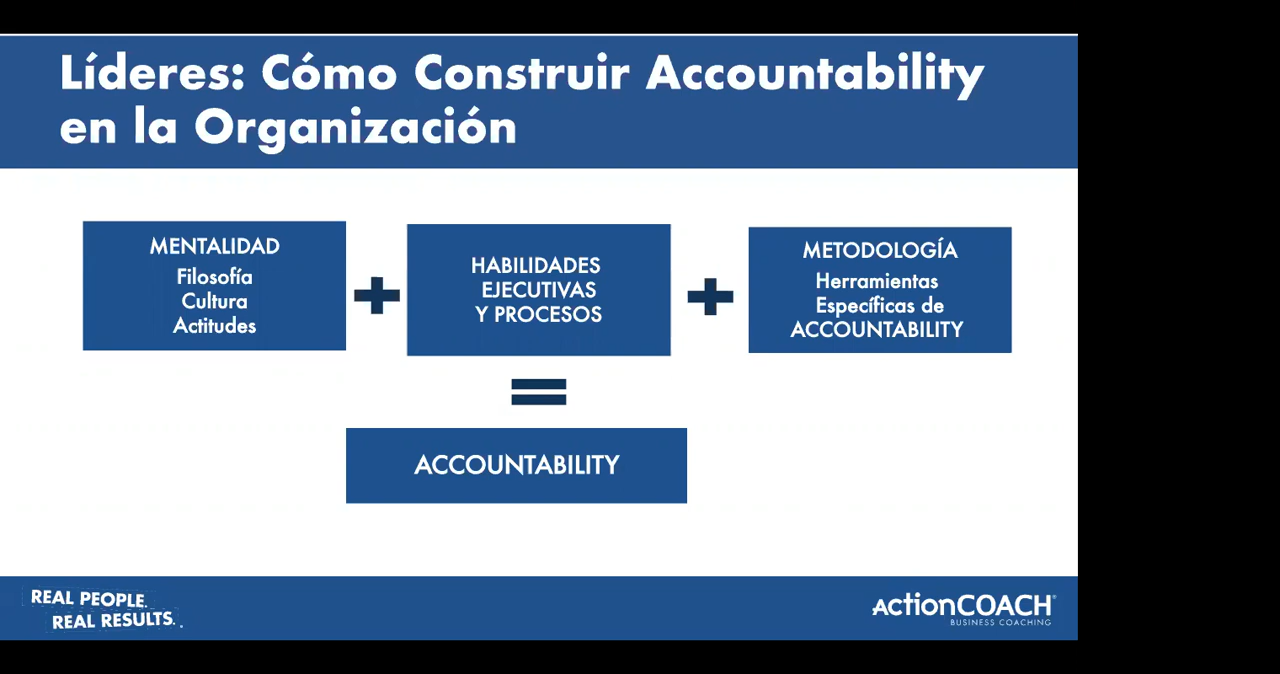 Líderes: Cómo Construir Accountability
en la Organización
MENTALIDAD
Filosofía
Cultura
Actitudes
+
HABILIDADES
EJECUTIVAS
Y PROCESOS
+
METODOLOGÍA
Herramientas
Específicas de
ACCOUNTABILITY
=
ACCOUNTABILITY
REAL PEOPLE.
REAL RESULTS.
ActionCOACH®
BUSINESS COACHING